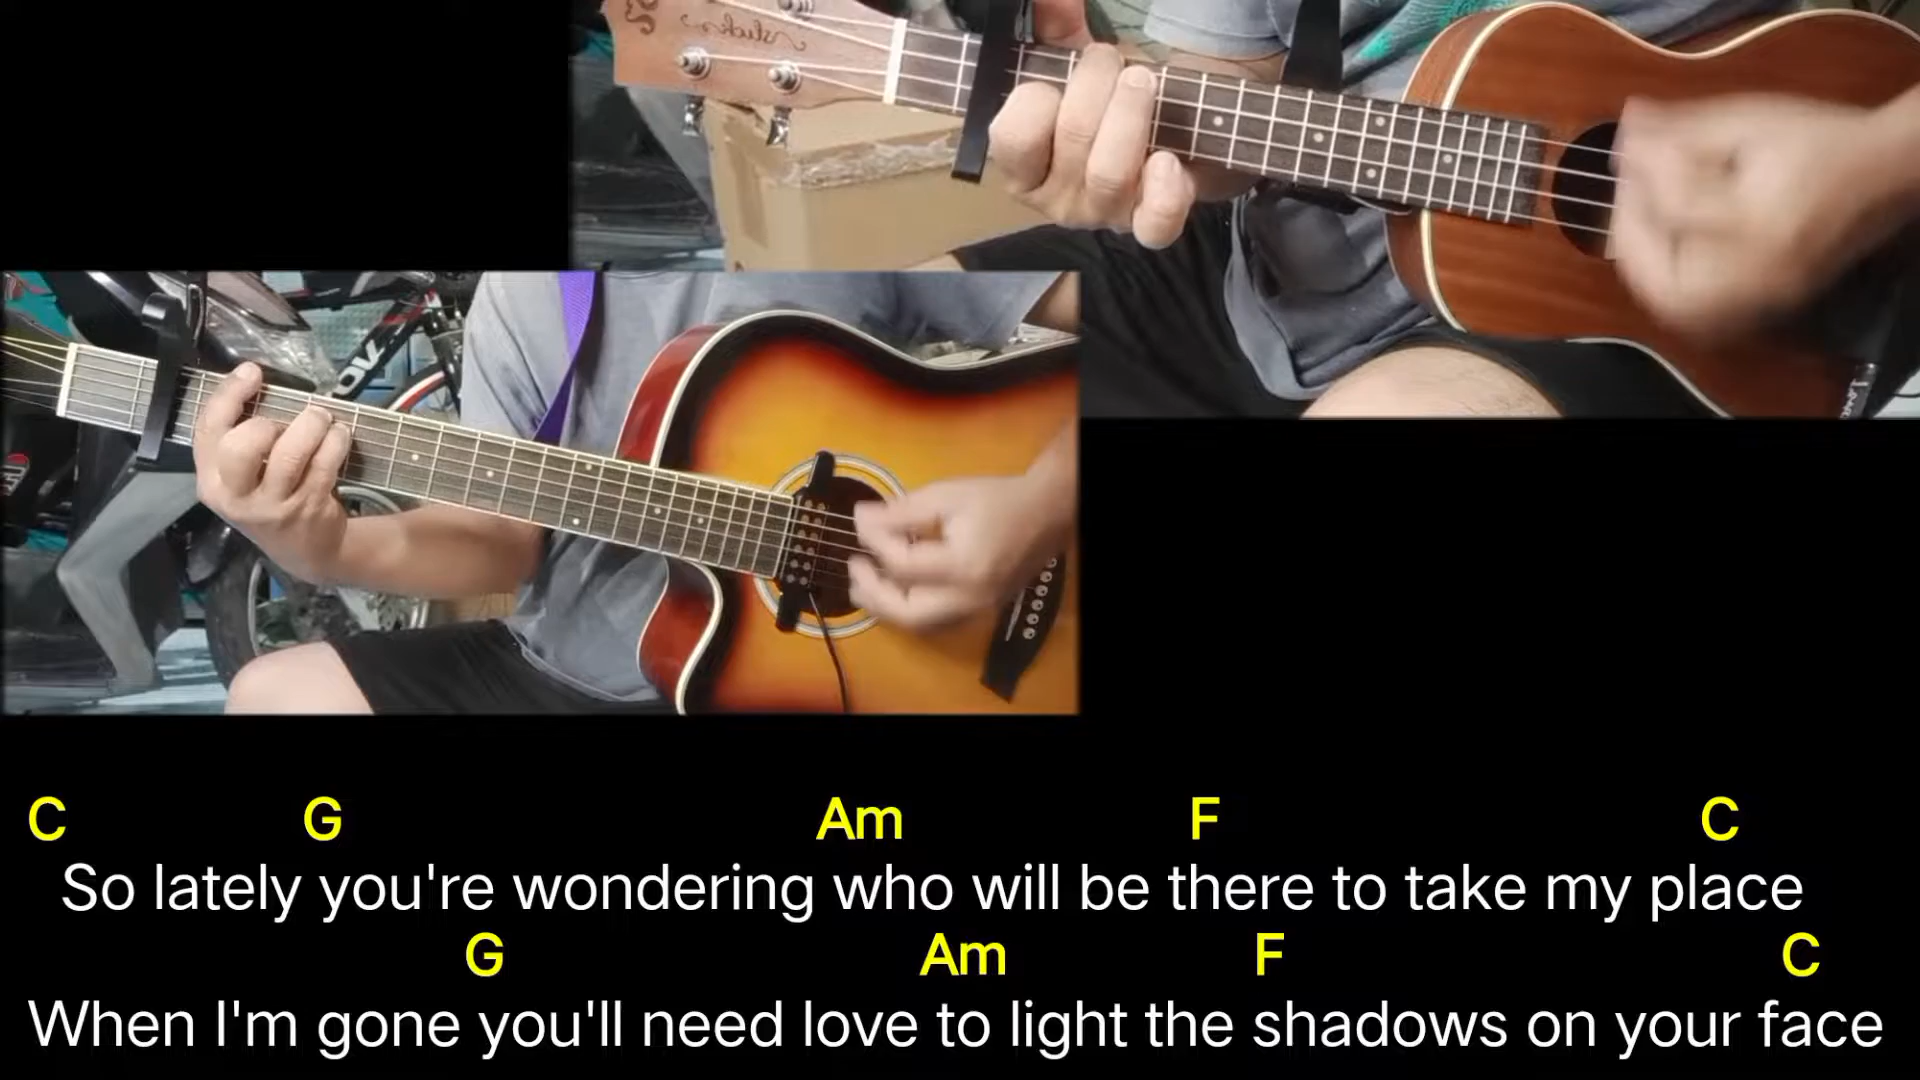 C G Am F C
So lately you're wondering who will be there to take my place
G Am F C
When I'm gone you'll need love to light the shadows on your face